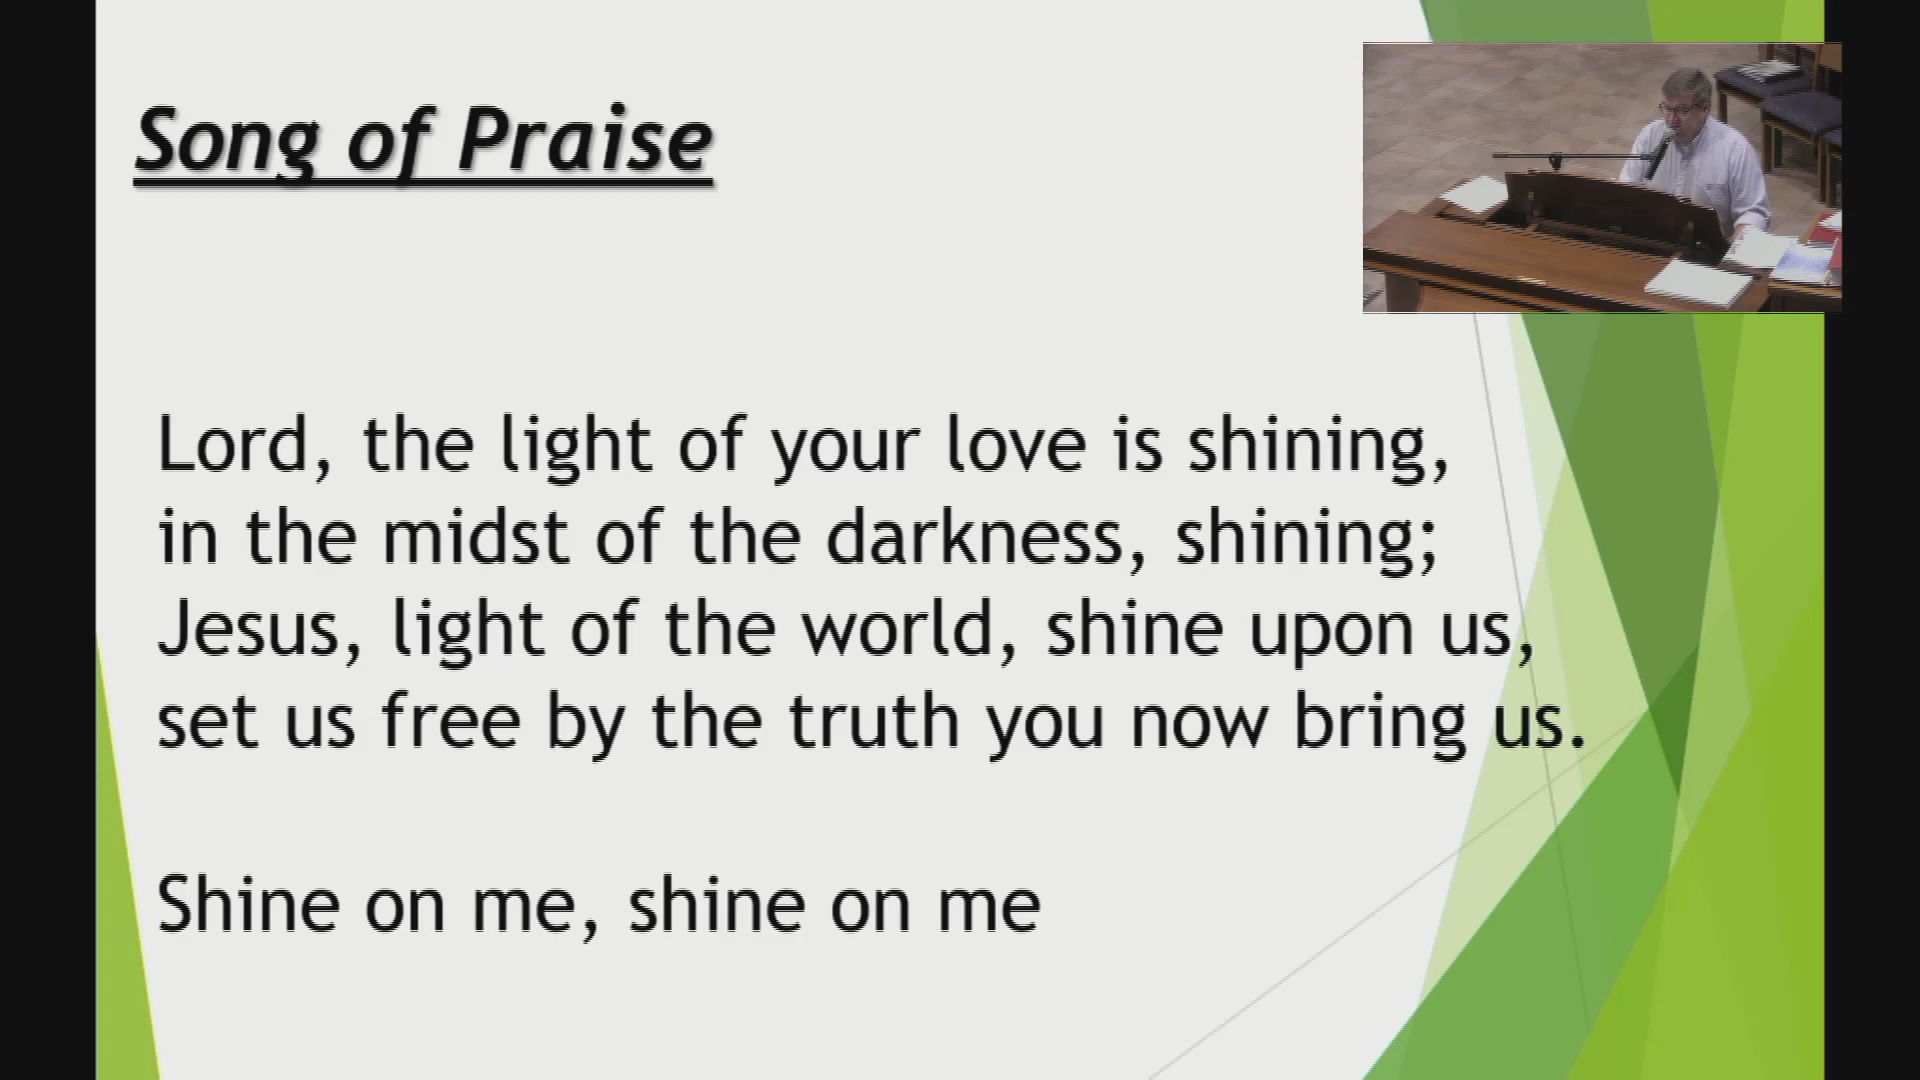 Song of Praise
Lord, the light of your love is shining,
in the midst of the darkness, shining;
Jesus, light of the world, shine upon us,
set us free by the truth you now bring us.
Shine on me, shine on me